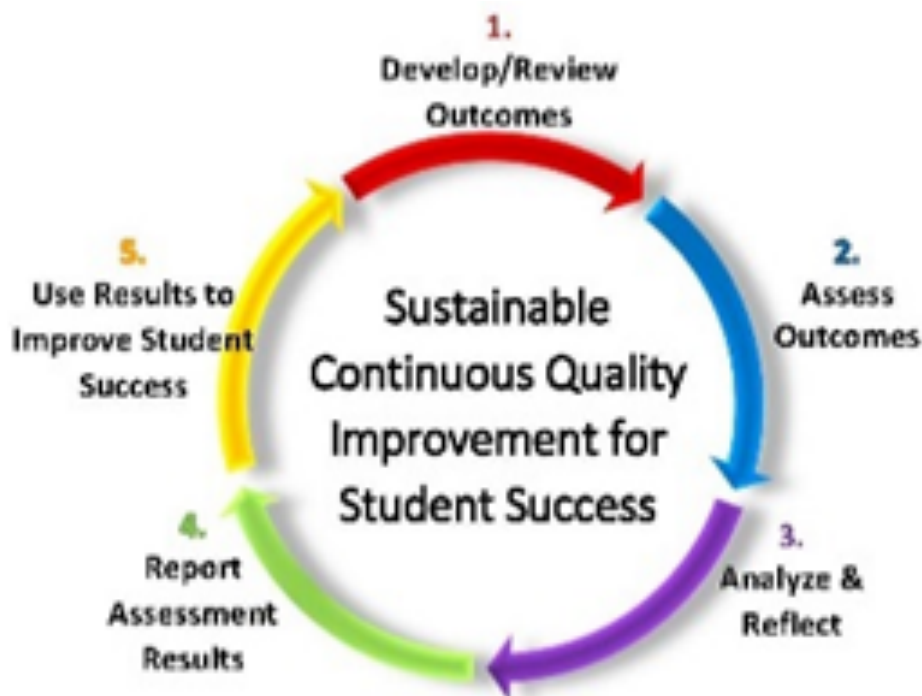 1.
Develop/Review
Outcomes
2.
Assess
Outcomes
3.
Analyze &
Reflect
4.
Report
Assessment
Results
5.
Use Results to
Improve Student
Success
Sustainable
Continuous Quality
Improvement for
Student Success